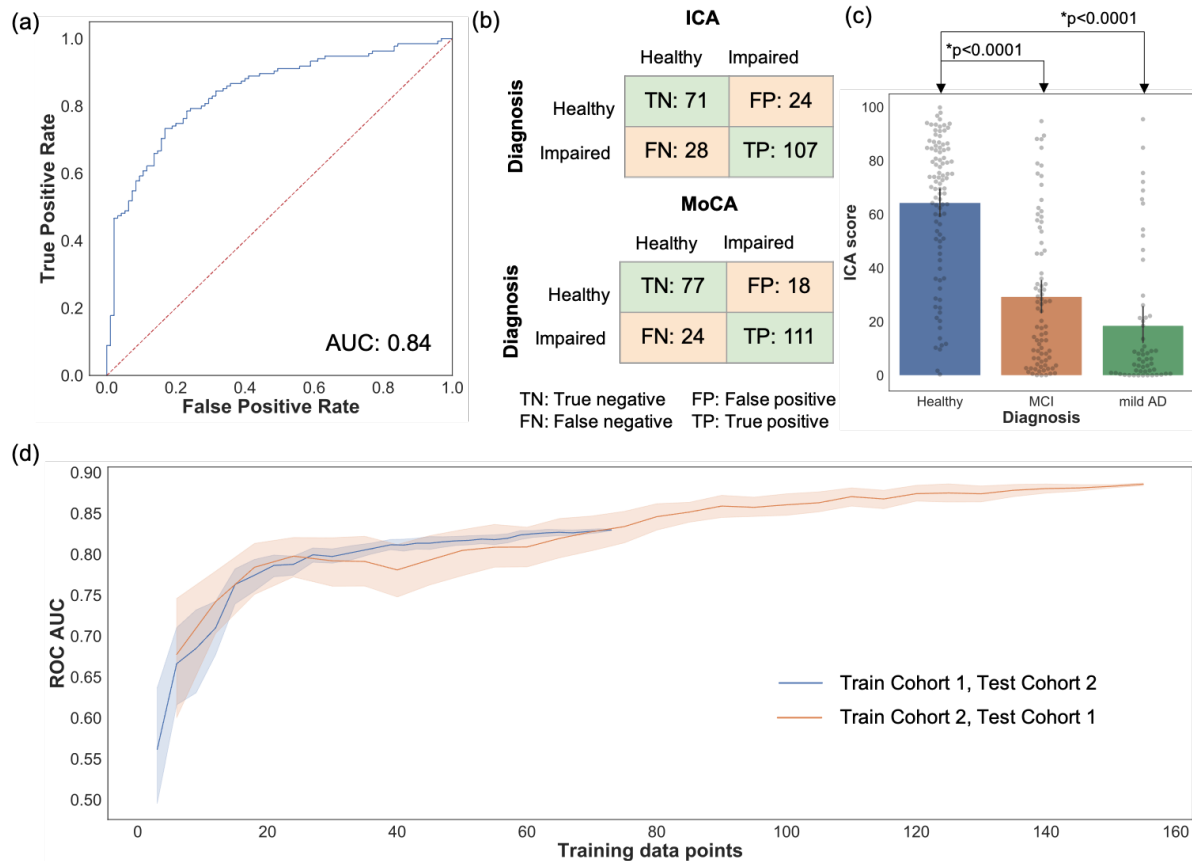 (a)
1.0
0.8
0.6
0.4
0.2
0.0
True Positive Rate
AUC: 0.84
0.0 0.2 0.4 0.6 0.8 1.0
False Positive Rate
(b)
ICA
Healthy Impaired
Diagnosis
Healthy TN: 71 FP: 24
Impaired FN: 28 TP: 107
MoCA
Healthy Impaired
Diagnosis
Healthy TN: 77 FP: 18
Impaired FN: 24 TP: 111
TN: True negative FP: False positive
FN: False negative TP: True positive
(c)
*p<0.0001
*p<0.0001
100
80
60
40
20
0
ICA score
Healthy MCI mild AD
Diagnosis
(d)
0.90
0.85
0.80
0.75
0.70
0.65
0.60
0.55
0.50
ROC AUC
Train Cohort 1, Test Cohort 2
Train Cohort 2, Test Cohort 1
0 20 40 60 80 100 120 140 160
Training data points